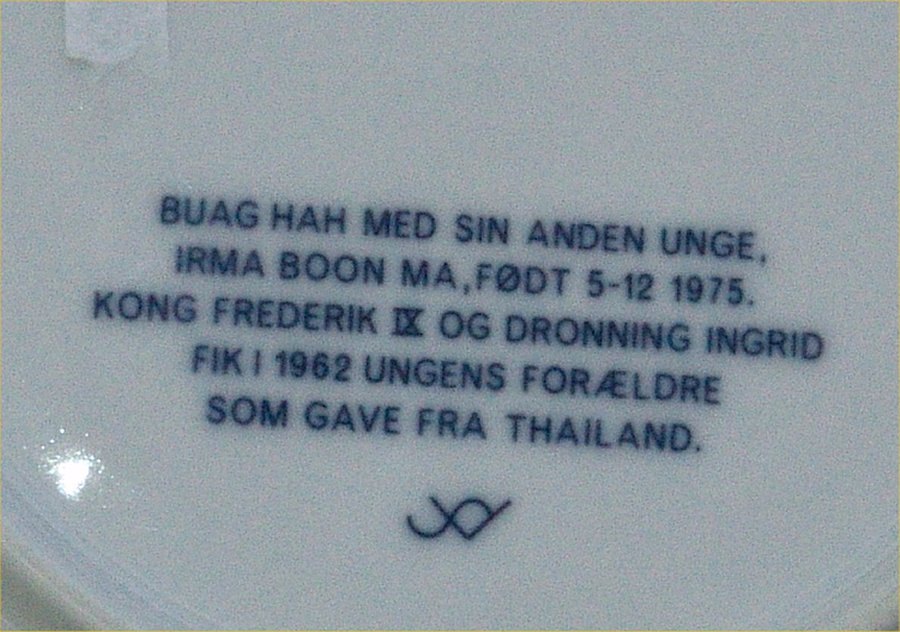 BUAG HAH MED SIN ANDEN UNGE,
IRMA BOON MA,FØDT 5-12 1975.
KONG FREDERIK IX OG DRONNING INGRID
FIK I 1962 UNGENS FORÆLDRE
SOM GAVE FRA THAILAND.